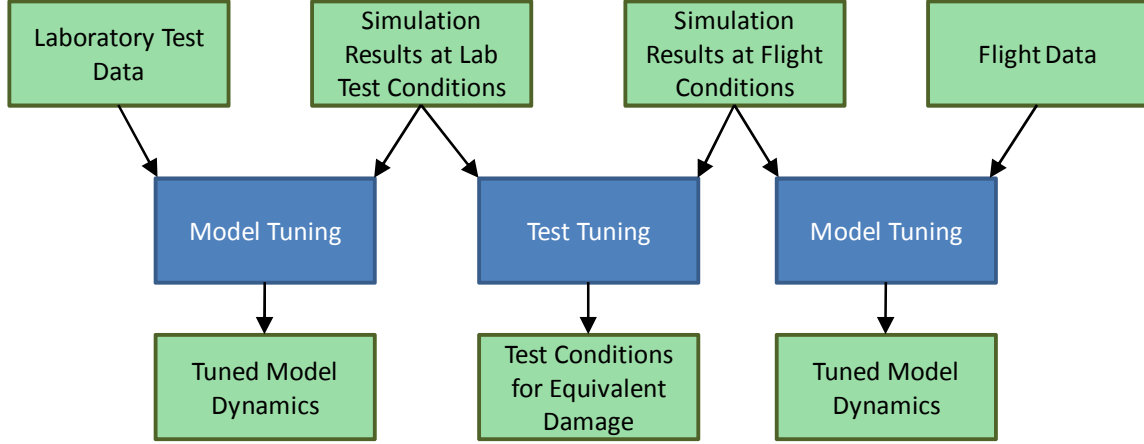 Laboratory Test
Data
Simulation
Results at Lab
Test Conditions
Simulation
Results at Flight
Conditions
Flight Data
Model Tuning
Test Tuning
Model Tuning
Tuned Model
Dynamics
Test Conditions
for Equivalent
Damage
Tuned Model
Dynamics